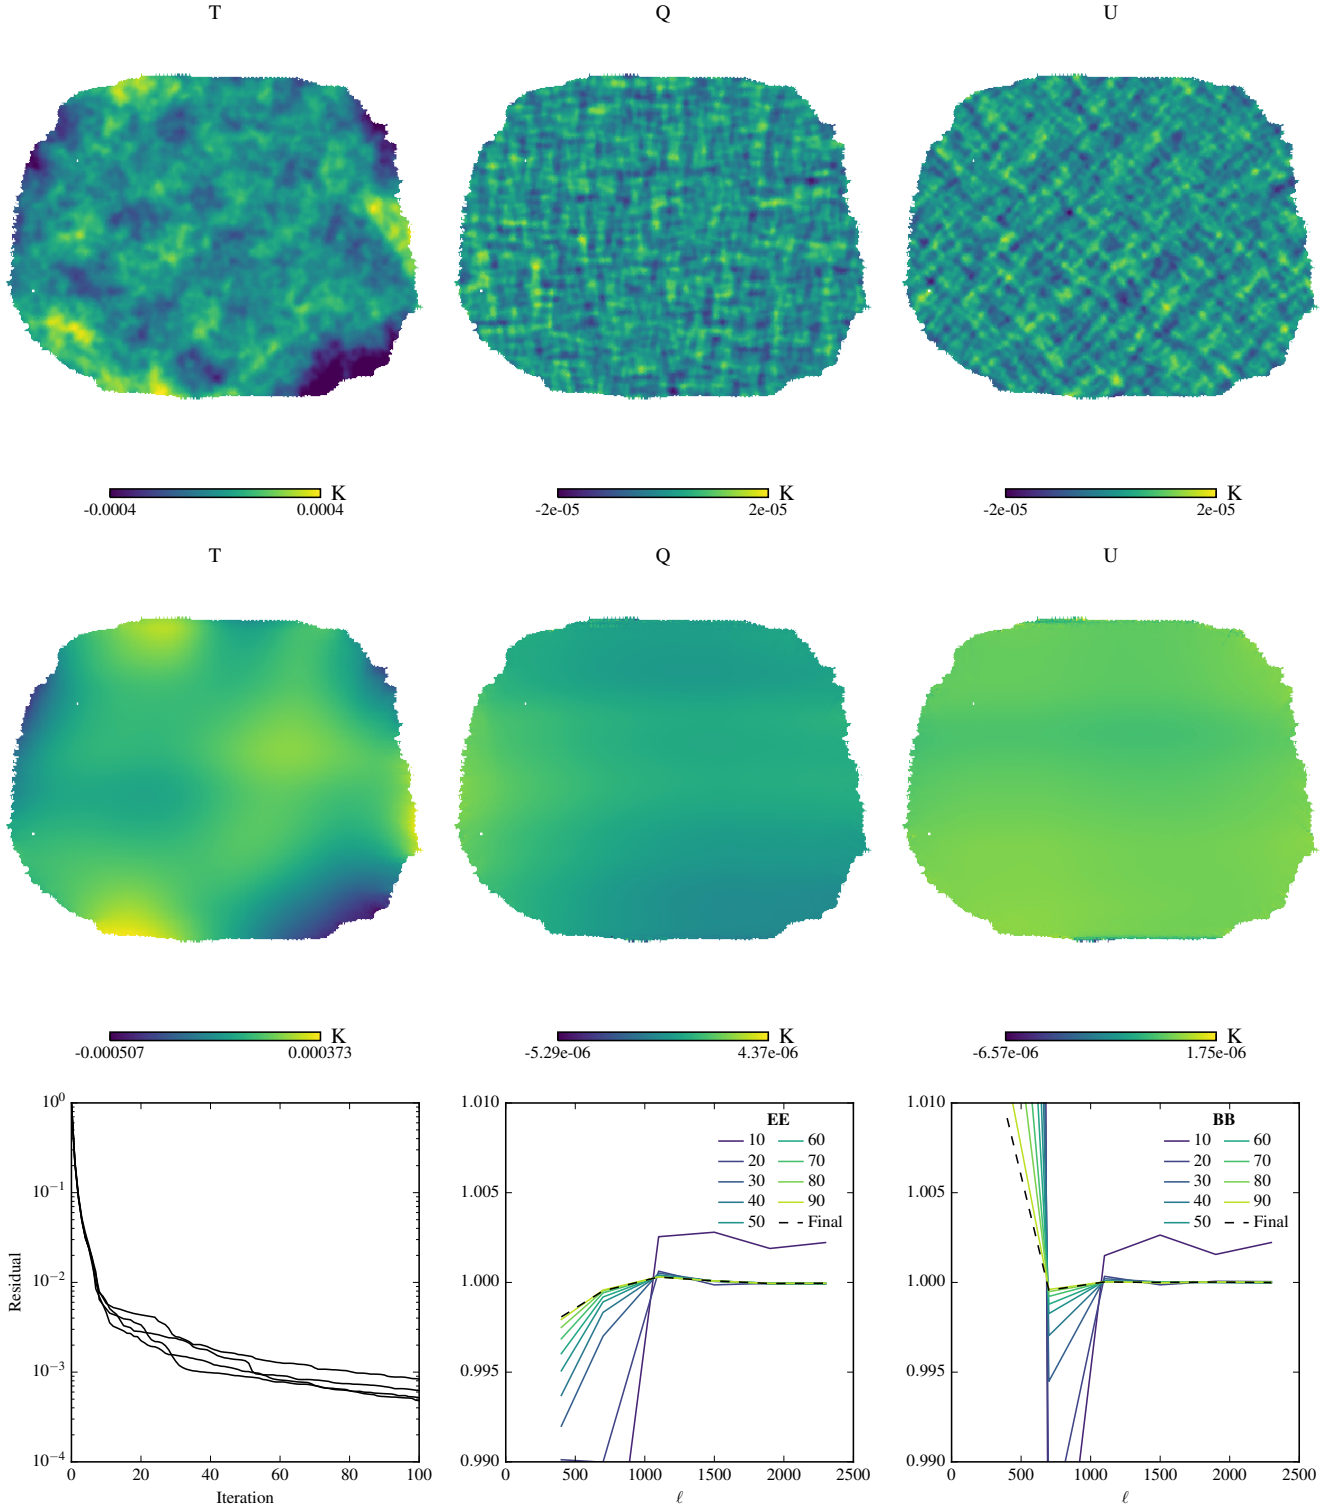 T Q U
K K K
-0.0004 0.0004 -2e-05 2e-05 -2e-05 2e-05
T Q U
K K K
-0.000507 0.000373 -5.29e-06 4.37e-06 -6.57e-06 1.75e-06
Residual
10⁰
10⁻¹
10⁻²
10⁻³
10⁻⁴
0 20 40 60 80 100
Iteration
1.010
1.005
1.000
0.995
0.990
EE
10 60
20 70
30 80
40 90
50 Final
0 500 1000 1500 2000 2500
ℓ
1.010
1.005
1.000
0.995
0.990
BB
10 60
20 70
30 80
40 90
50 Final
0 500 1000 1500 2000 2500
ℓ